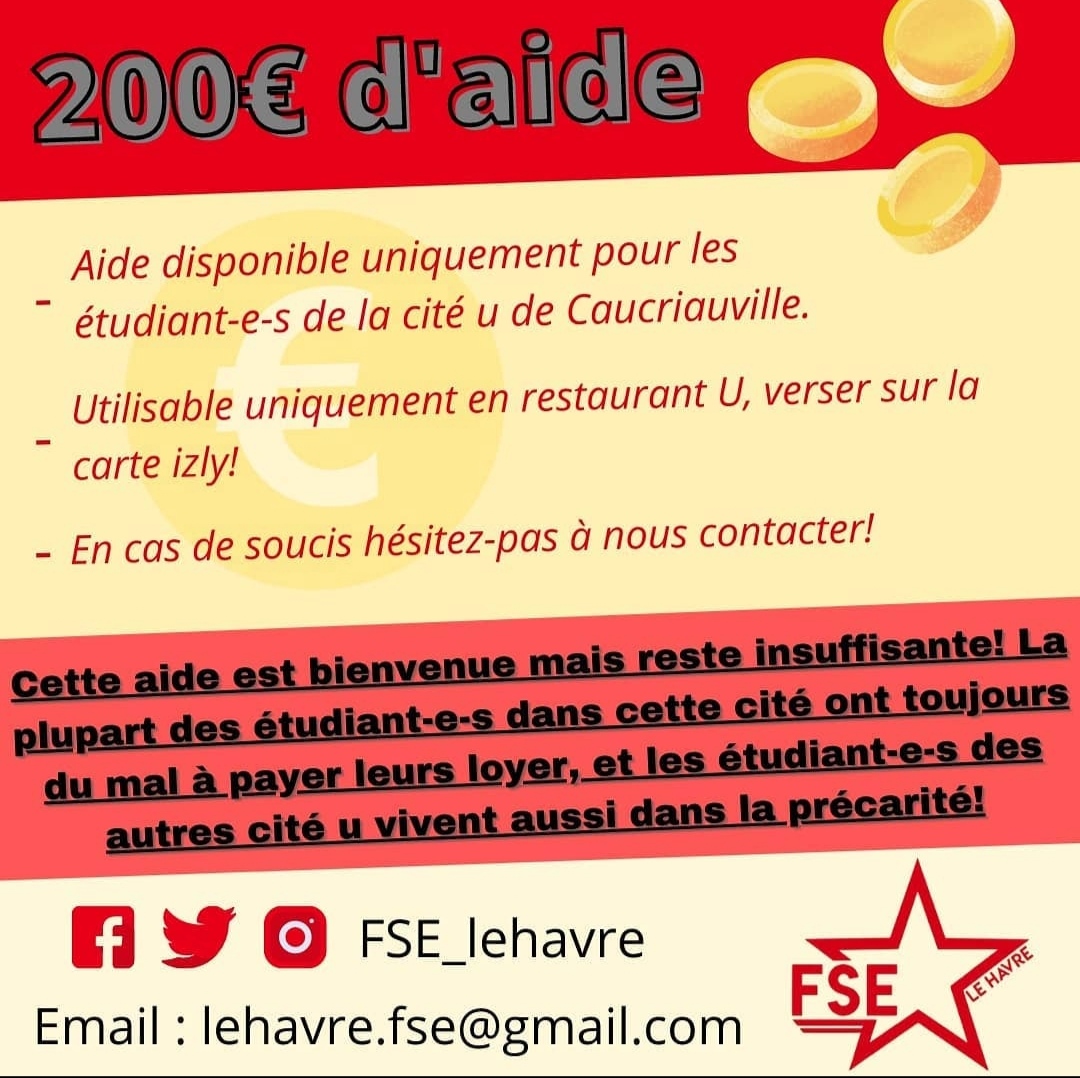 200€ d'aide
- Aide disponible uniquement pour les
étudiant-e-s de la cité u de Caucriauville.
- Utilisable uniquement en restaurant U, verser sur la
carte izly!
- En cas de soucis hésitez-pas à nous contacter!
€
Cette aide est bienvenue mais reste insuffisante! La
plupart des étudiant-e-s dans cette cité ont toujours
du mal à payer leurs loyer, et les étudiant-e-s des
autres cité u vivent aussi dans la précarité!
FSE_lehavre
Email : lehavre.fse@gmail.com
FSE
LE HAVRE